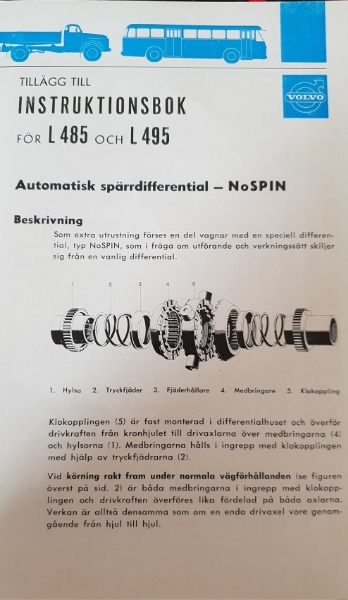 TILLÄGG TILL
INSTRUKTIONSBOK
FÖR L 485 OCH L 495
VOLVO
Automatisk spärrdifferential – NoSPIN
Beskrivning
Som extra utrustning förses en del vagnar med en speciell differen-
tial, typ NoSPIN, som i fråga om utförande och verkningssätt skiljer
sig från en vanlig differential.
1 2 3 4 5
1. Hylsa 2. Tryckfjäder 3. Fjäderhållare 4. Medbringare 5. Klokoppling
Klokopplingen (5) är fast monterad i differentialhuset och överför
drivkraften från kronhjulet till drivaxlarna över medbringarna (4)
och hylsorna (1). Medbringarna hålls i ingrepp med klokopplingen
med hjälp av tryckfjädrarna (2).
Vid körning rakt fram under normala vägförhållanden (se figuren
överst på sid. 2) är båda medbringarna i ingrepp med klokopp-
lingen och drivkraften överföres lika fördelad på båda axlarna.
Verkan är alltså densamma som om en enda drivaxel vore genom-
gående från hjul till hjul.